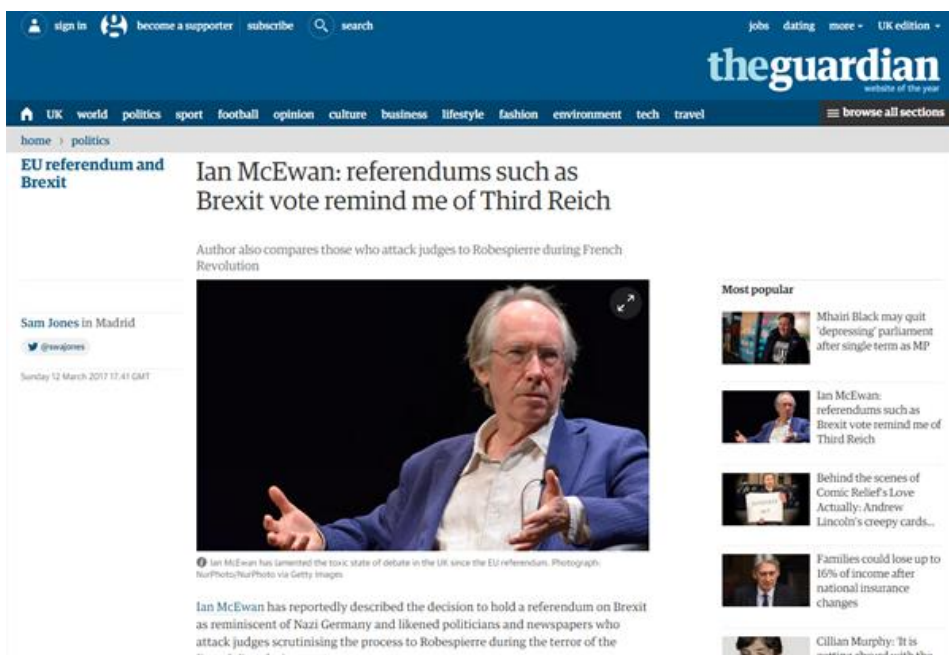 sign in become a supporter subscribe search
jobs dating more UK edition
theguardian
website of the year
UK world politics sport football opinion culture business lifestyle fashion environment tech travel browse all sections
home › politics
EU referendum and
Brexit
Ian McEwan: referendums such as
Brexit vote remind me of Third Reich
Author also compares those who attack judges to Robespierre during French
Revolution
Sam Jones in Madrid
@swajones
Sunday 12 March 2017 17.41 GMT
Ian McEwan has lamented the toxic state of debate in the UK since the EU referendum. Photograph:
NurPhoto/NurPhoto via Getty Images
Ian McEwan has reportedly described the decision to hold a referendum on Brexit
as reminiscent of Nazi Germany and likened politicians and newspapers who
attack judges scrutinising the process to Robespierre during the terror of the
Most popular
Mhairi Black may quit
'depressing' parliament
after single term as MP
Ian McEwan:
referendums such as
Brexit vote remind me of
Third Reich
Behind the scenes of
Comic Relief's Love
Actually: Andrew
Lincoln's creepy cards...
Families could lose up to
16% of income after
national insurance
changes
Cillian Murphy: 'It is